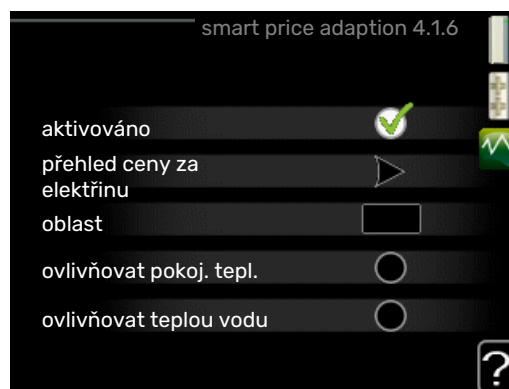 smart price adaption 4.1.6
aktivováno
přehled ceny za
elektřinu
oblast
ovlivňovat pokoj. tepl.
ovlivňovat teplou vodu
?